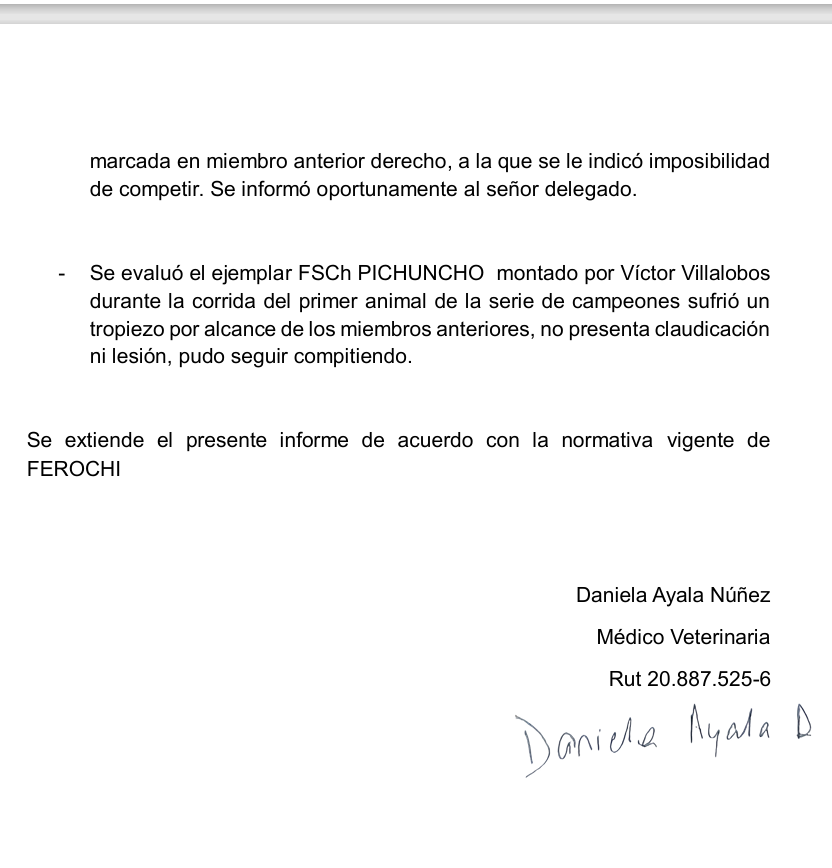 marcada en miembro anterior derecho, a la que se le indicó imposibilidad
de competir. Se informó oportunamente al señor delegado.
- Se evaluó el ejemplar FSCh PICHUNCHO montado por Víctor Villalobos
durante la corrida del primer animal de la serie de campeones sufrió un
tropiezo por alcance de los miembros anteriores, no presenta claudicación
ni lesión, pudo seguir compitiendo.
Se extiende el presente informe de acuerdo con la normativa vigente de
FEROCHI
Daniela Ayala Núñez
Médico Veterinaria
Rut 20.887.525-6
Daniela Ayala D